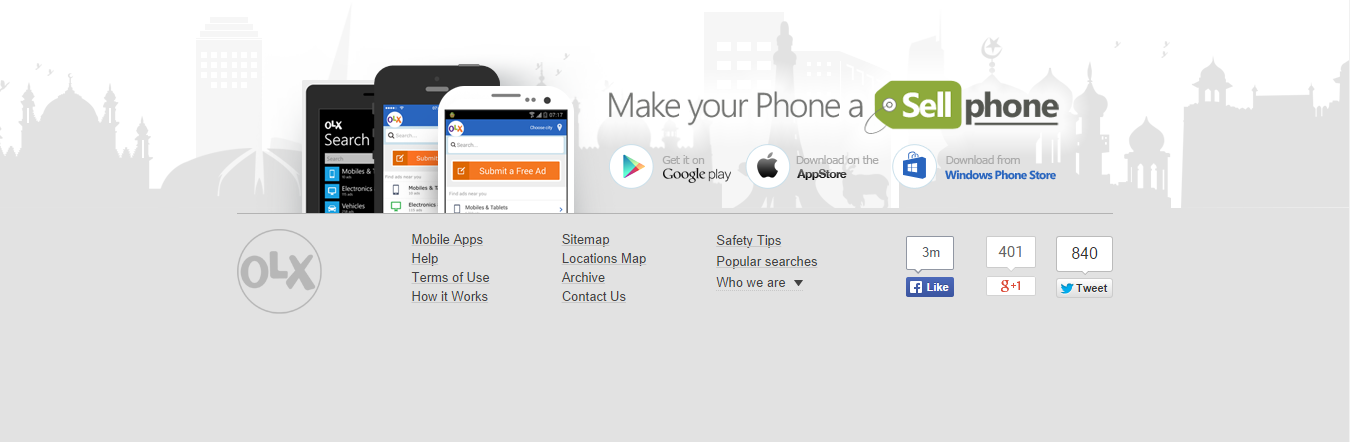 Make your Phone a Sell phone
OLX
Search
Search
Mobiles & T
Electronics
Vehicles
OLX
Search...
Submit
Find ads near you
Mobiles &
Electronics
07:17
OLX
Choose city
Search...
Submit a Free Ad
Find ads near you
Mobiles & Tablets
Get it on
Google play
Download on the
AppStore
Download from
Windows Phone Store
OLX
Mobile Apps
Help
Terms of Use
How it Works
Sitemap
Locations Map
Archive
Contact Us
Safety Tips
Popular searches
Who we are
3m
f Like
401
g+1
840
Tweet